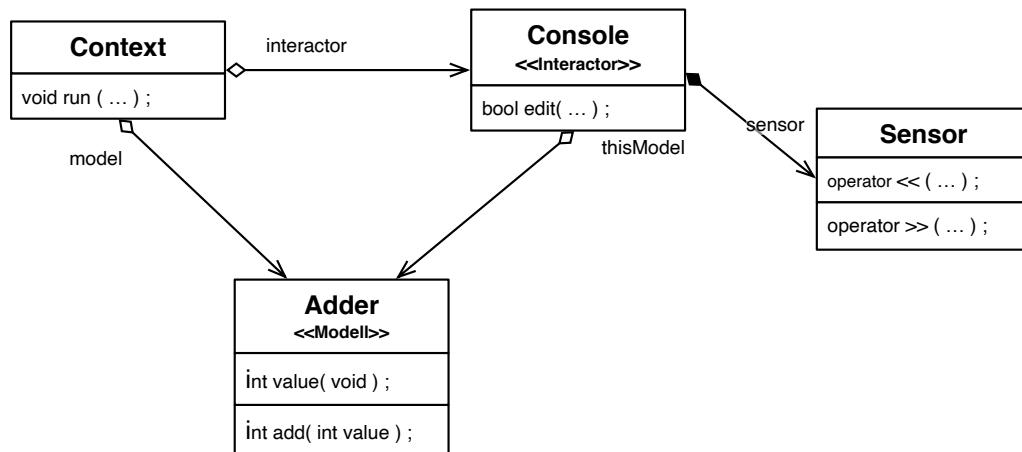 Context
void run ( … ) ;
interactor
Console
<<Interactor>>
bool edit( … ) ;
model
thisModel
sensor
Sensor
operator << ( … ) ;
operator >> ( … ) ;
Adder
<<Modell>>
int value( void ) ;
int add( int value ) ;